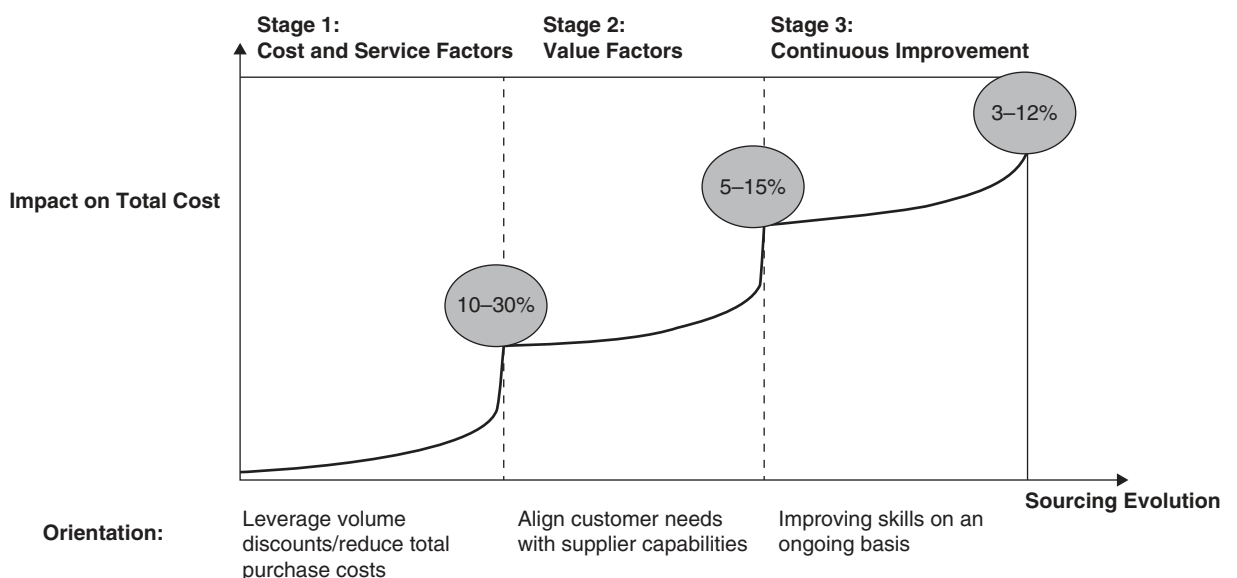 Stage 1:
Cost and Service Factors
Stage 2:
Value Factors
Stage 3:
Continuous Improvement
3–12%
5–15%
Impact on Total Cost
10–30%
Sourcing Evolution
Orientation:
Leverage volume
discounts/reduce total
purchase costs
Align customer needs
with supplier capabilities
Improving skills on an
ongoing basis